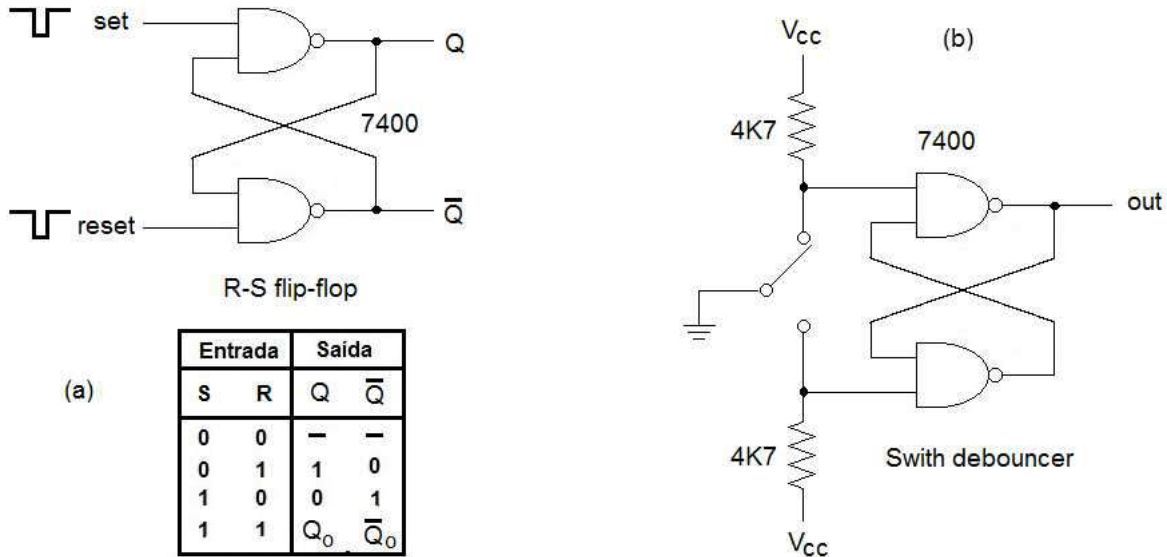 set
Q
7400
reset
Q̅
R-S flip-flop
(a)
Entrada Saída
S R Q Q̅
0 0 – –
0 1 1 0
1 0 0 1
1 1 Q₀ Q̅₀
(b)
Vcc
4K7
7400
out
4K7
Swith debouncer
Vcc